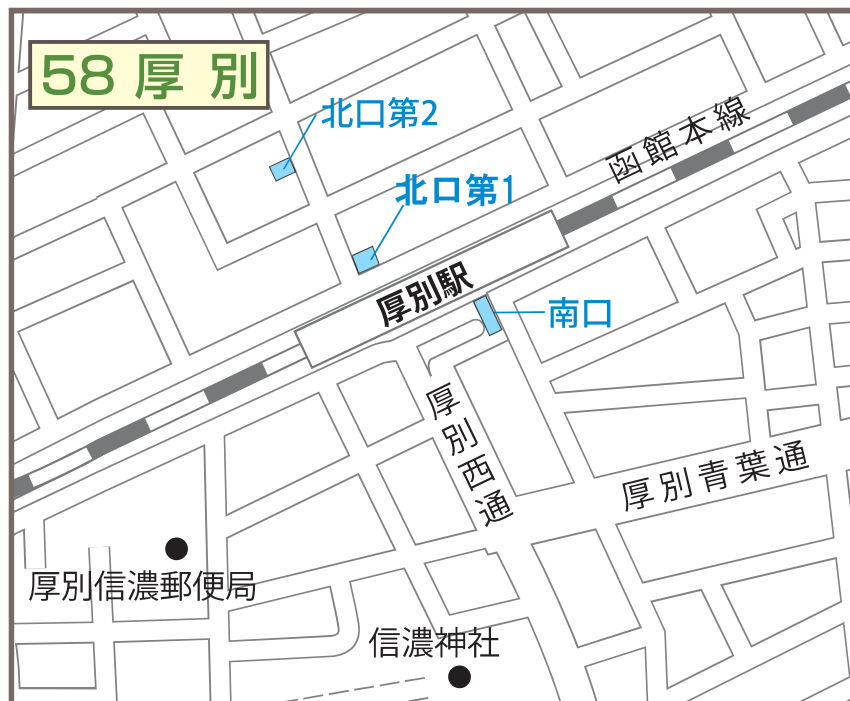 58 厚別
北口第2
函館本線
北口第1
厚別駅
南口
厚別西通
厚別青葉通
厚別信濃郵便局
信濃神社